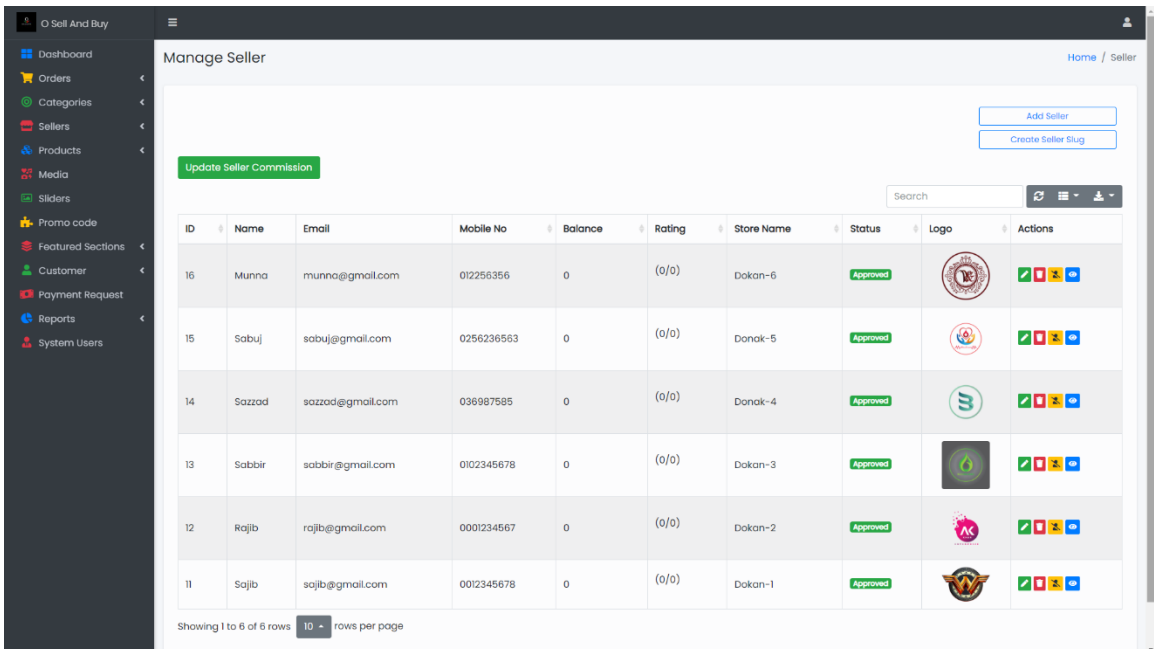 O Sell And Buy
Dashboard
Orders
Categories
Sellers
Products
Media
Sliders
Promo code
Featured Sections
Customer
Payment Request
Reports
System Users
Manage Seller
Home / Seller
Add Seller
Create Seller Slug
Update Seller Commission
Search
ID Name Email Mobile No Balance Rating Store Name Status Logo Actions
16 Munna munna@gmail.com 012256356 0 (0/0) Dokan-6 Approved
15 Sabuj sabuj@gmail.com 0256236563 0 (0/0) Donak-5 Approved
14 Sazzad sazzad@gmail.com 036987585 0 (0/0) Donak-4 Approved
13 Sabbir sabbir@gmail.com 0102345678 0 (0/0) Dokan-3 Approved
12 Rajib rajib@gmail.com 0001234567 0 (0/0) Dokan-2 Approved
11 Sajib sajib@gmail.com 0012345678 0 (0/0) Dokan-1 Approved
Showing 1 to 6 of 6 rows 10 rows per page